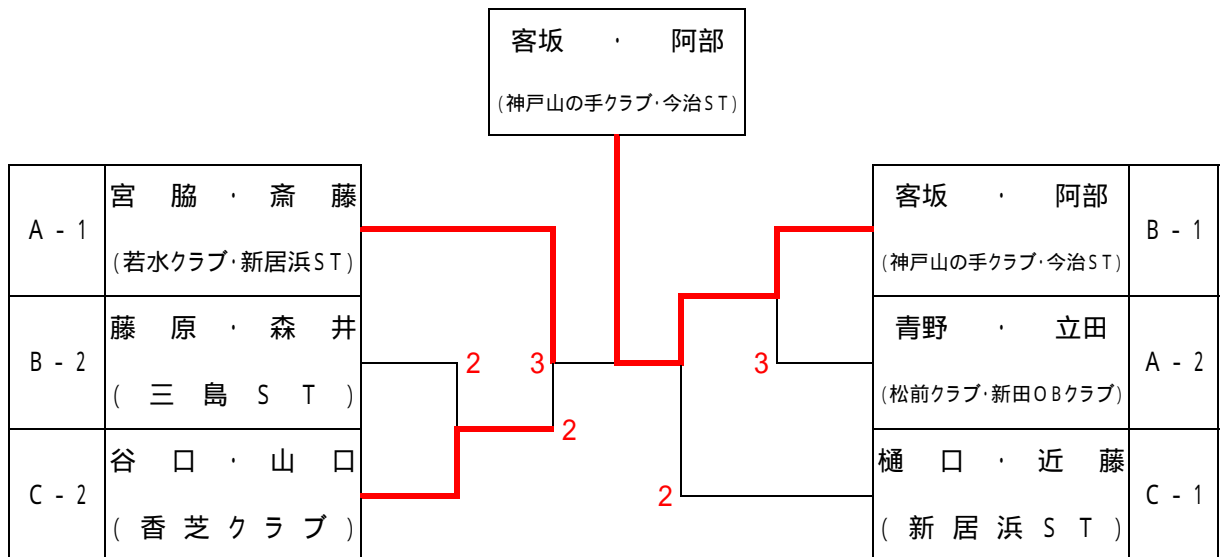 客坂 ・ 阿部
(神戸山の手クラブ・今治ST)
A - 1
宮脇・斎藤
(若水クラブ・新居浜ST)
B - 2
藤原・森井
(三島ST)
C - 2
谷口・山口
(香芝クラブ)
2
3
2
3
2
客坂 ・ 阿部
(神戸山の手クラブ・今治ST)
B - 1
青野 ・ 立田
(松前クラブ・新田OBクラブ)
A - 2
樋口・近藤
(新居浜ST)
C - 1